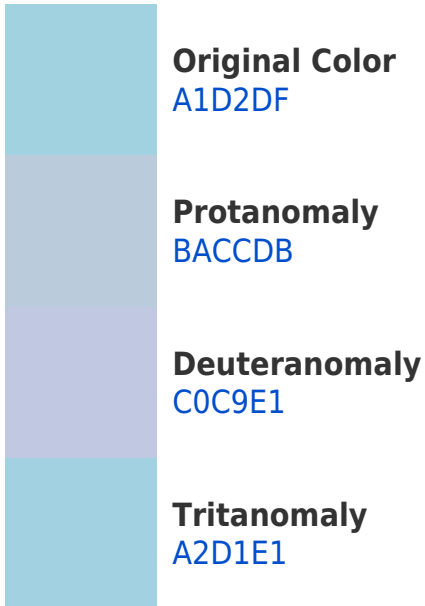 Original Color
A1D2DF
Protanomaly
BACCDB
Deuteranomaly
C0C9E1
Tritanomaly
A2D1E1